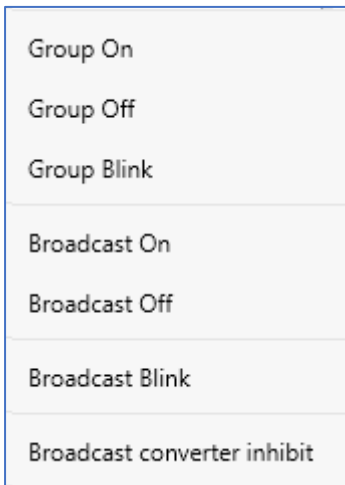 Group On
Group Off
Group Blink
Broadcast On
Broadcast Off
Broadcast Blink
Broadcast converter inhibit